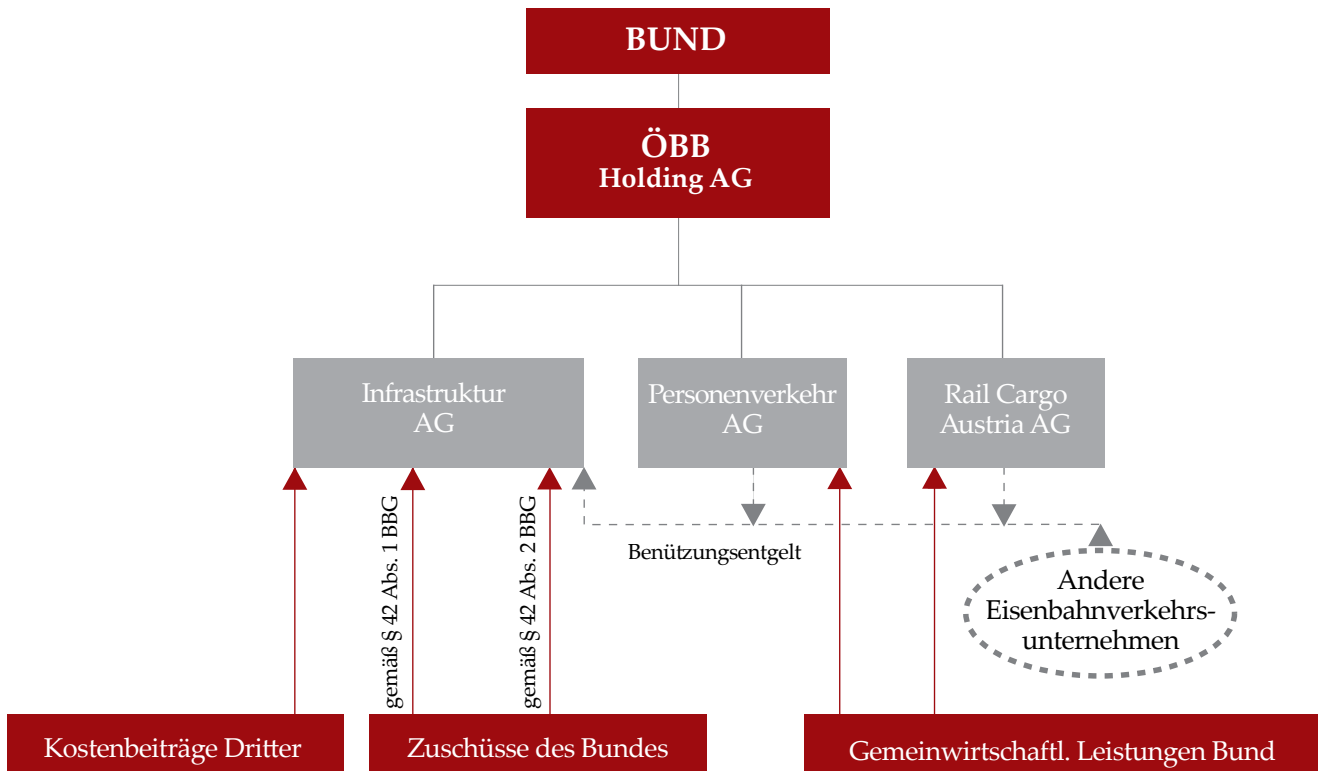 BUND
ÖBB
Holding AG
Infrastruktur
AG
Personenverkehr
AG
Rail Cargo
Austria AG
gemäß § 42 Abs. 1 BBG
gemäß § 42 Abs. 2 BBG
Benützungsentgelt
Andere
Eisenbahnverkehrs-
unternehmen
Kostenbeiträge Dritter
Zuschüsse des Bundes
Gemeinwirtschaftl. Leistungen Bund